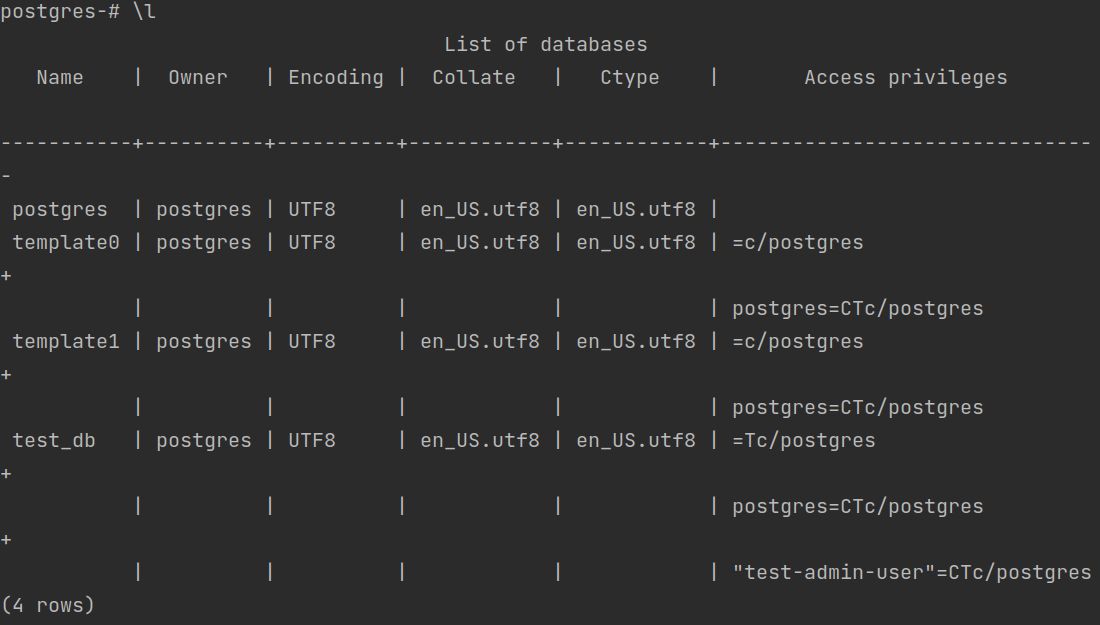 postgres-# \l
                                     List of databases
   Name    |  Owner   | Encoding |  Collate   |   Ctype    |       Access privileges
-----------+----------+----------+------------+------------+-------------------------------
-
 postgres  | postgres | UTF8     | en_US.utf8 | en_US.utf8 |
 template0 | postgres | UTF8     | en_US.utf8 | en_US.utf8 | =c/postgres
+
           |          |          |            |            | postgres=CTc/postgres
 template1 | postgres | UTF8     | en_US.utf8 | en_US.utf8 | =c/postgres
+
           |          |          |            |            | postgres=CTc/postgres
 test_db   | postgres | UTF8     | en_US.utf8 | en_US.utf8 | =Tc/postgres
+
           |          |          |            |            | postgres=CTc/postgres
+
           |          |          |            |            | "test-admin-user"=CTc/postgres
(4 rows)